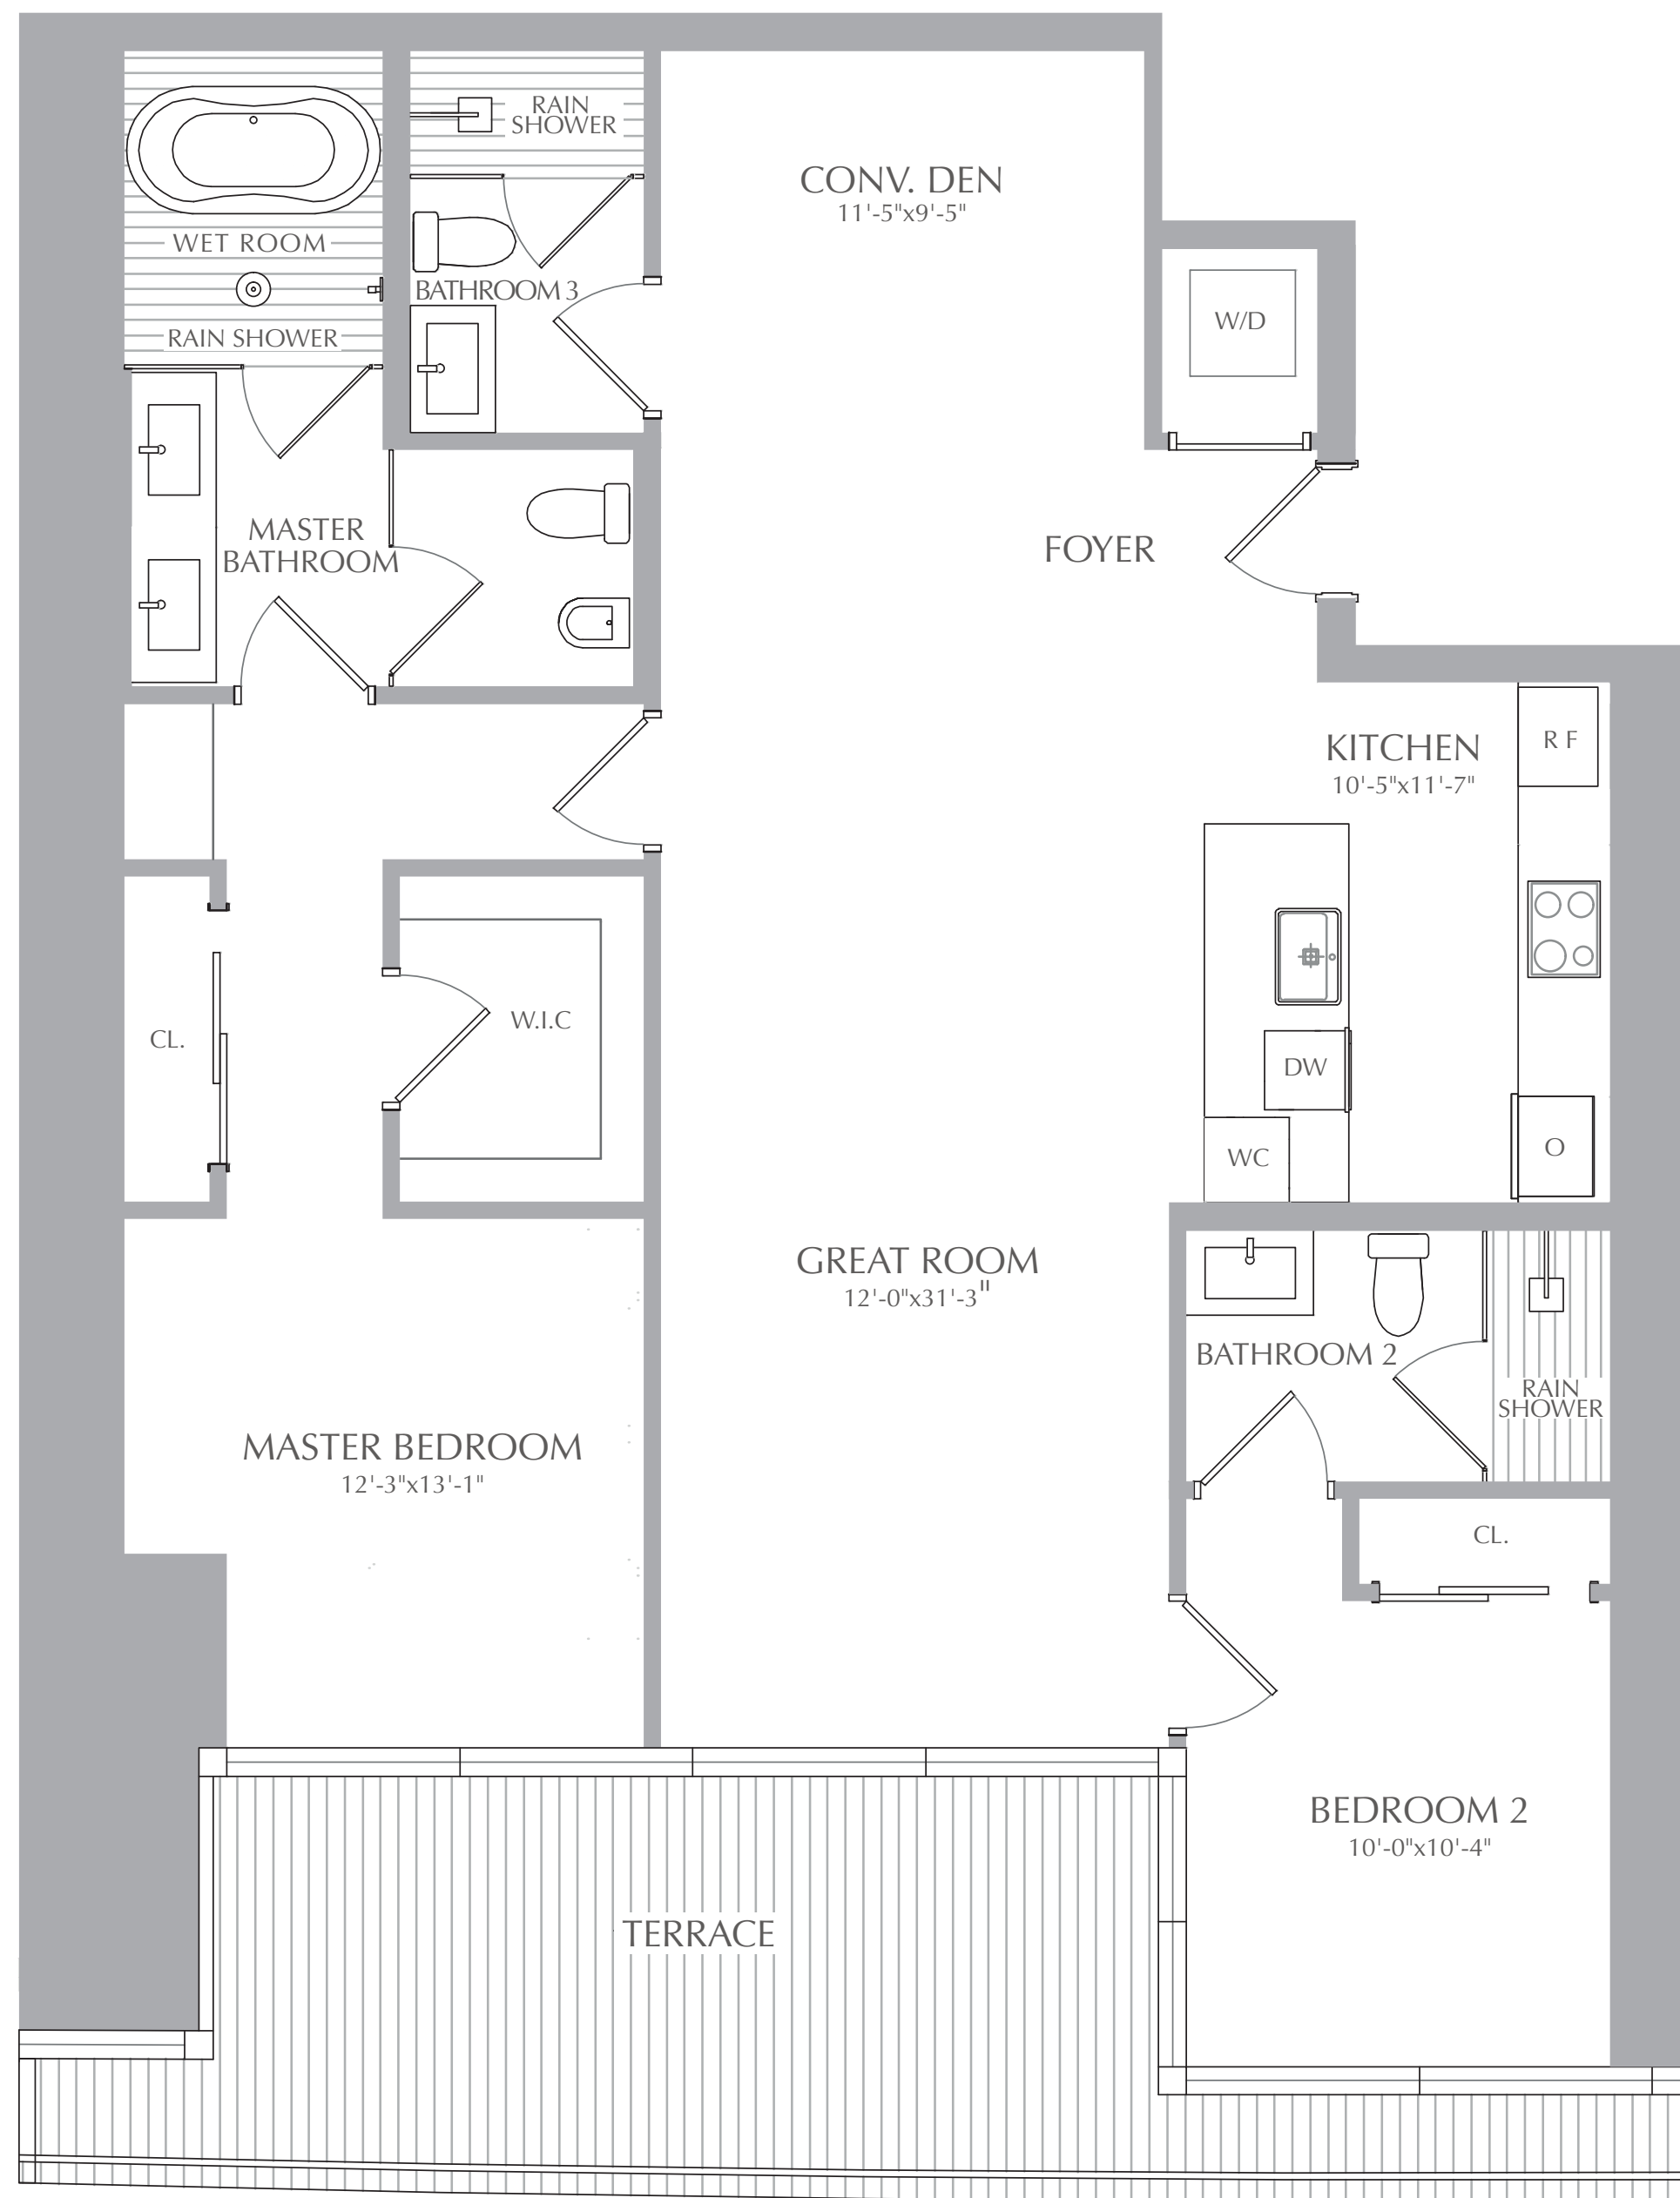 RAIN
SHOWER
CONV. DEN
11'-5"x9'-5"
WET ROOM
BATHROOM 3
W/D
RAIN SHOWER
MASTER
BATHROOM
FOYER
KITCHEN
10'-5"x11'-7"
R F
CL.
W.I.C
DW
WC
O
GREAT ROOM
12'-0"x31'-3"
BATHROOM 2
RAIN
SHOWER
MASTER BEDROOM
12'-3"x13'-1"
CL.
BEDROOM 2
10'-0"x10'-4"
TERRACE